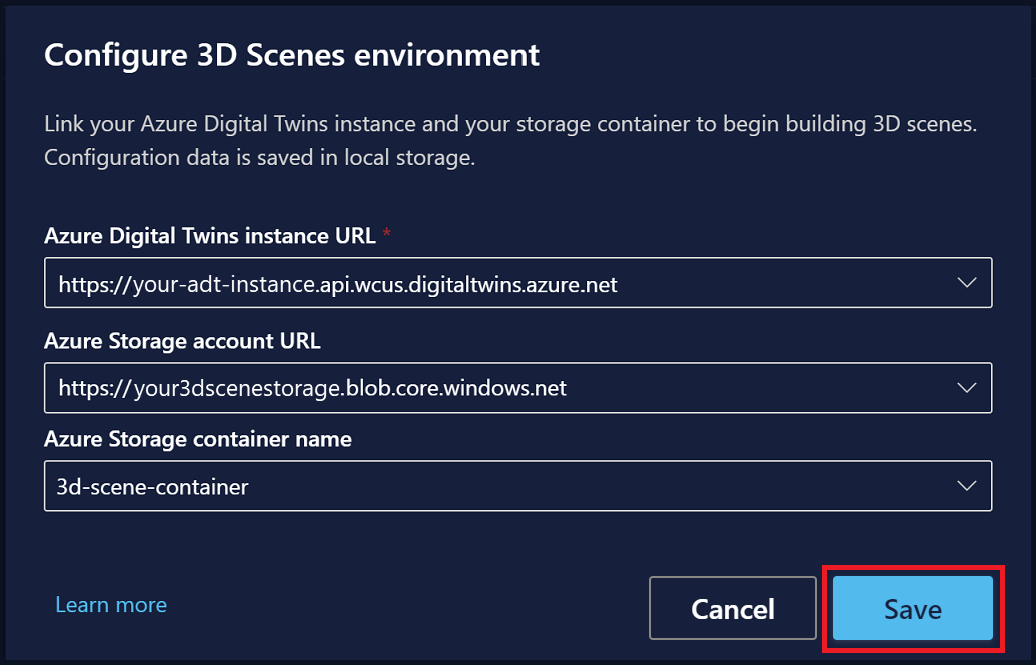 Configure 3D Scenes environment
Link your Azure Digital Twins instance and your storage container to begin building 3D scenes.
Configuration data is saved in local storage.
Azure Digital Twins instance URL *
https://your-adt-instance.api.wcus.digitaltwins.azure.net
Azure Storage account URL
https://your3dscenestorage.blob.core.windows.net
Azure Storage container name
3d-scene-container
Learn more
Cancel
Save